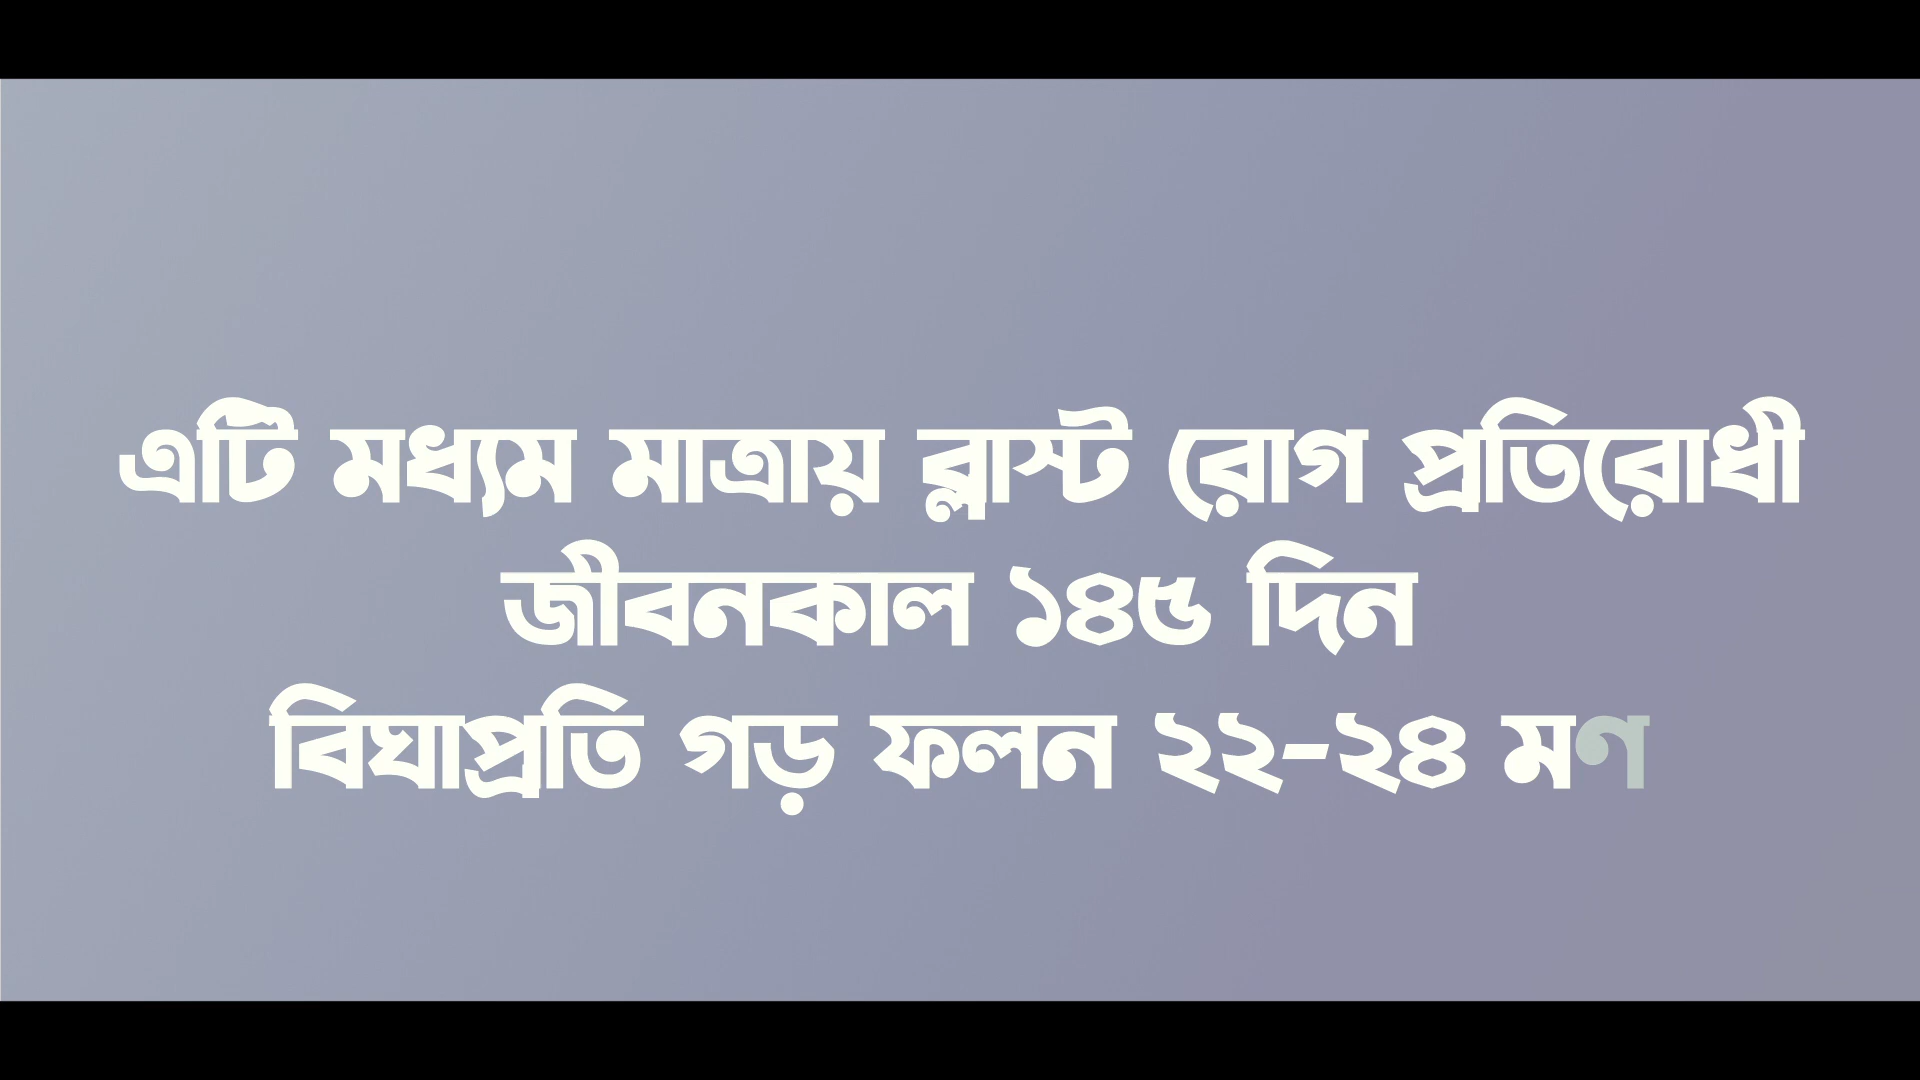 এটি মধ্যম মাত্রায় ব্লাস্ট রোগ প্রতিরোধী
জীবনকাল ১৪৫ দিন
বিঘাপ্রতি গড় ফলন ২২-২৪ মণ